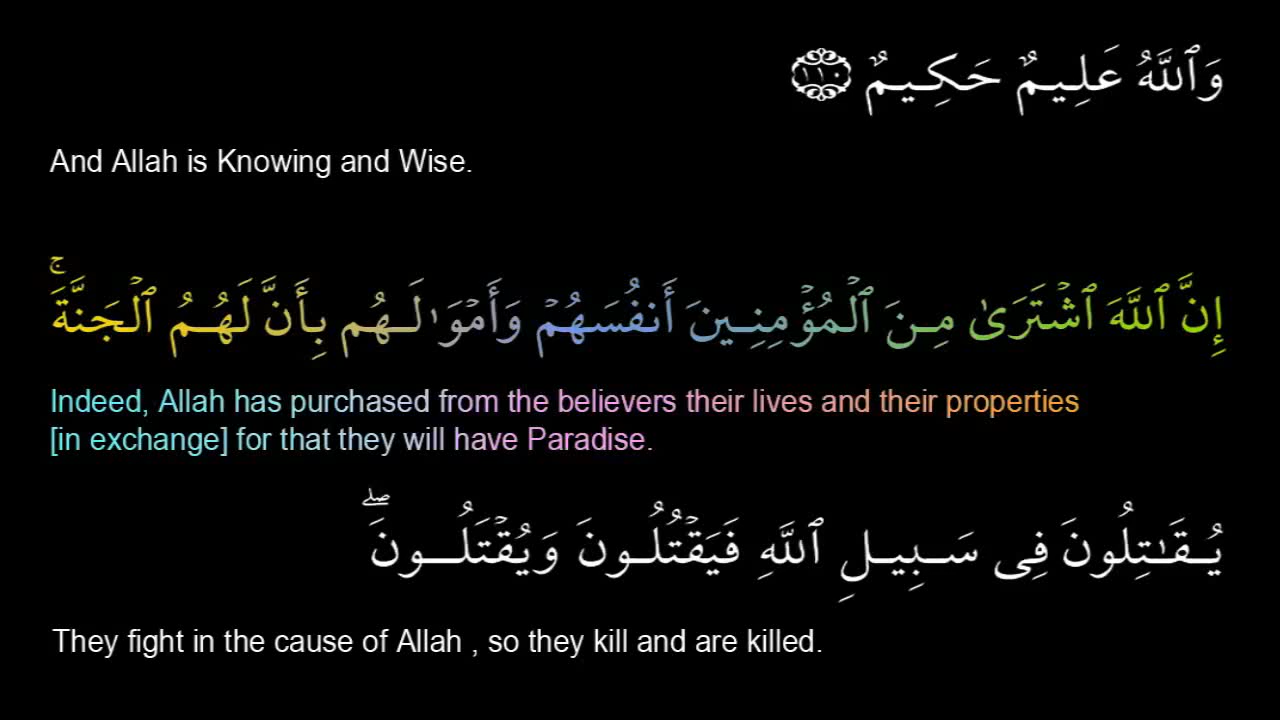 وَٱللَّهُ عَلِيمٌ حَكِيمٌ ١١٠
And Allah is Knowing and Wise.
إِنَّ ٱللَّهَ ٱشْتَرَىٰ مِنَ ٱلْمُؤْمِنِينَ أَنفُسَهُمْ وَأَمْوَٰلَهُم بِأَنَّ لَهُمُ ٱلْجَنَّةَ ۚ
Indeed, Allah has purchased from the believers their lives and their properties
[in exchange] for that they will have Paradise.
يُقَـٰتِلُونَ فِى سَبِيلِ ٱللَّهِ فَيَقْتُلُونَ وَيُقْتَلُونَ ۖ
They fight in the cause of Allah , so they kill and are killed.